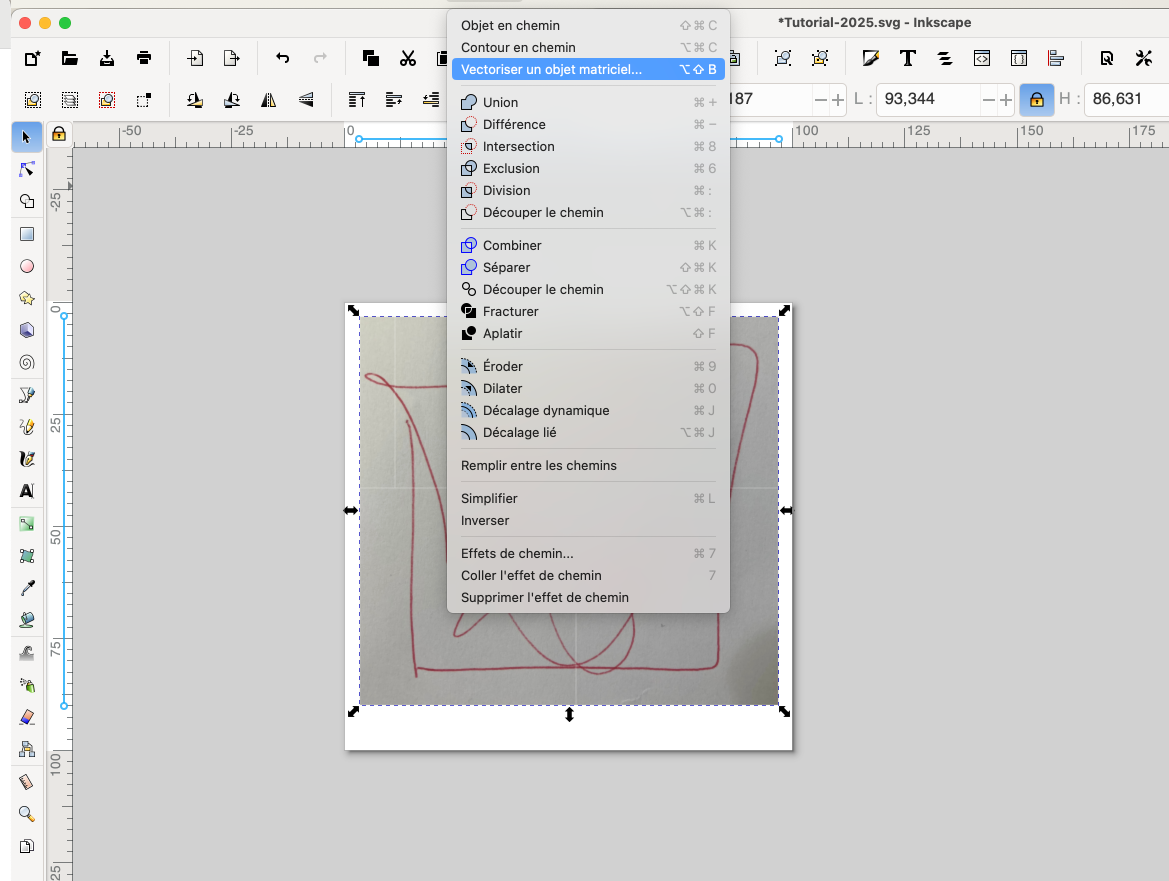 *Tutorial-2025.svg - Inkscape
Objet en chemin ⇧⌘C
Contour en chemin ⌥⌘C
Vectoriser un objet matriciel... ⌥⇧B
Union ⌘+
Différence ⌘−
Intersection ⌘8
Exclusion ⌘6
Division ⌘:
Découper le chemin ⌥⌘:
Combiner ⌘K
Séparer ⇧⌘K
Découper le chemin ⌥⇧⌘K
Fracturer ⌥⇧F
Aplatir ⇧F
Éroder ⌘9
Dilater ⌘0
Décalage dynamique ⌘J
Décalage lié ⌥⌘J
Remplir entre les chemins
Simplifier ⌘L
Inverser
Effets de chemin... ⌘7
Coller l'effet de chemin 7
Supprimer l'effet de chemin
187 L : 93,344 H : 86,631
-50 -25 0 100 125 150 175
-25
0
25
50
75
100
25